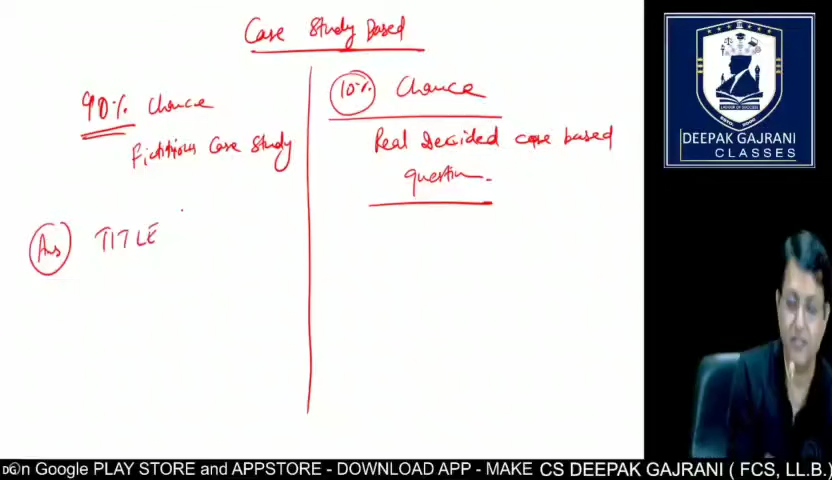 Case Study Based
90% Chance
Fictitious Case Study
Ans TITLE
10% Chance
Real Decided case based
question.
DEEPAK GAJRANI
CLASSES
On Google PLAY STORE and APPSTORE - DOWNLOAD APP - MAKE CS DEEPAK GAJRANI ( FCS, LL.B.)